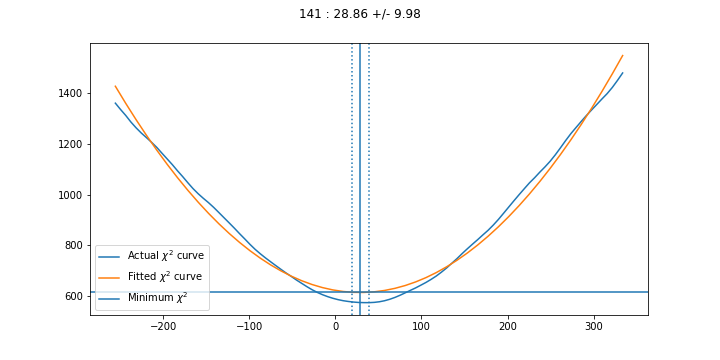 141 : 28.86 +/- 9.98
1400
1200
1000
800
600
Actual χ² curve
Fitted χ² curve
Minimum χ²
−200
−100
0
100
200
300